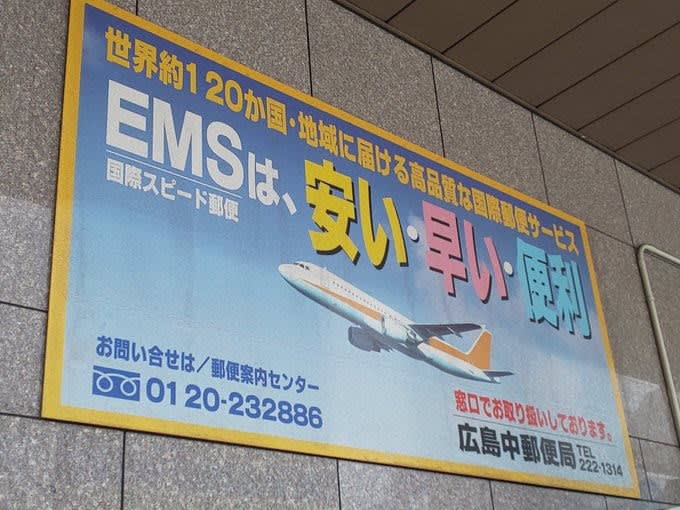 世界約120か国・地域に届ける高品質な国際郵便サービス
EMSは、安い・早い・便利
国際スピード郵便
お問い合せは／郵便案内センター
0120-232886
窓口でお取り扱いしております。
広島中郵便局 TEL 222-1314